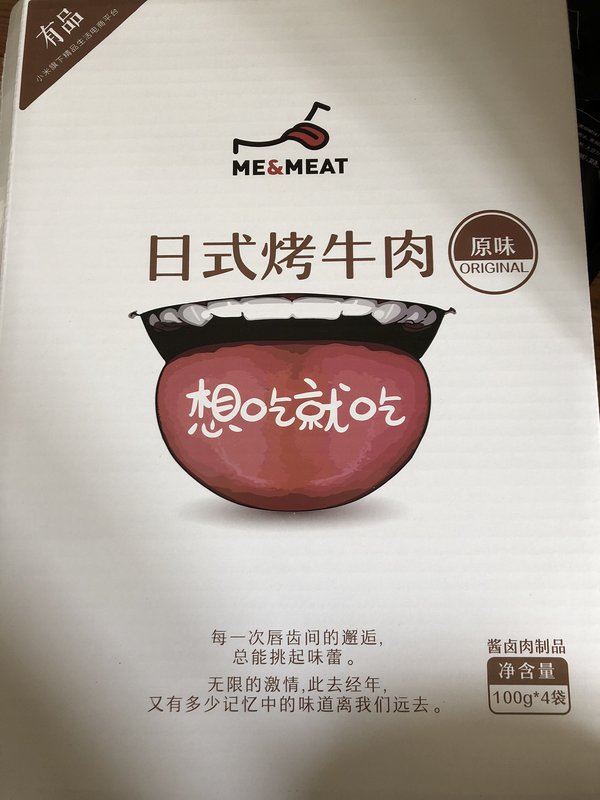 有品
小米旗下精品生活电商平台
ME&MEAT
日式烤牛肉
原味
ORIGINAL
想吃就吃
每一次唇齿间的邂逅,
总能挑起味蕾。
无限的激情,此去经年,
又有多少记忆中的味道离我们远去。
酱卤肉制品
净含量
100g*4袋